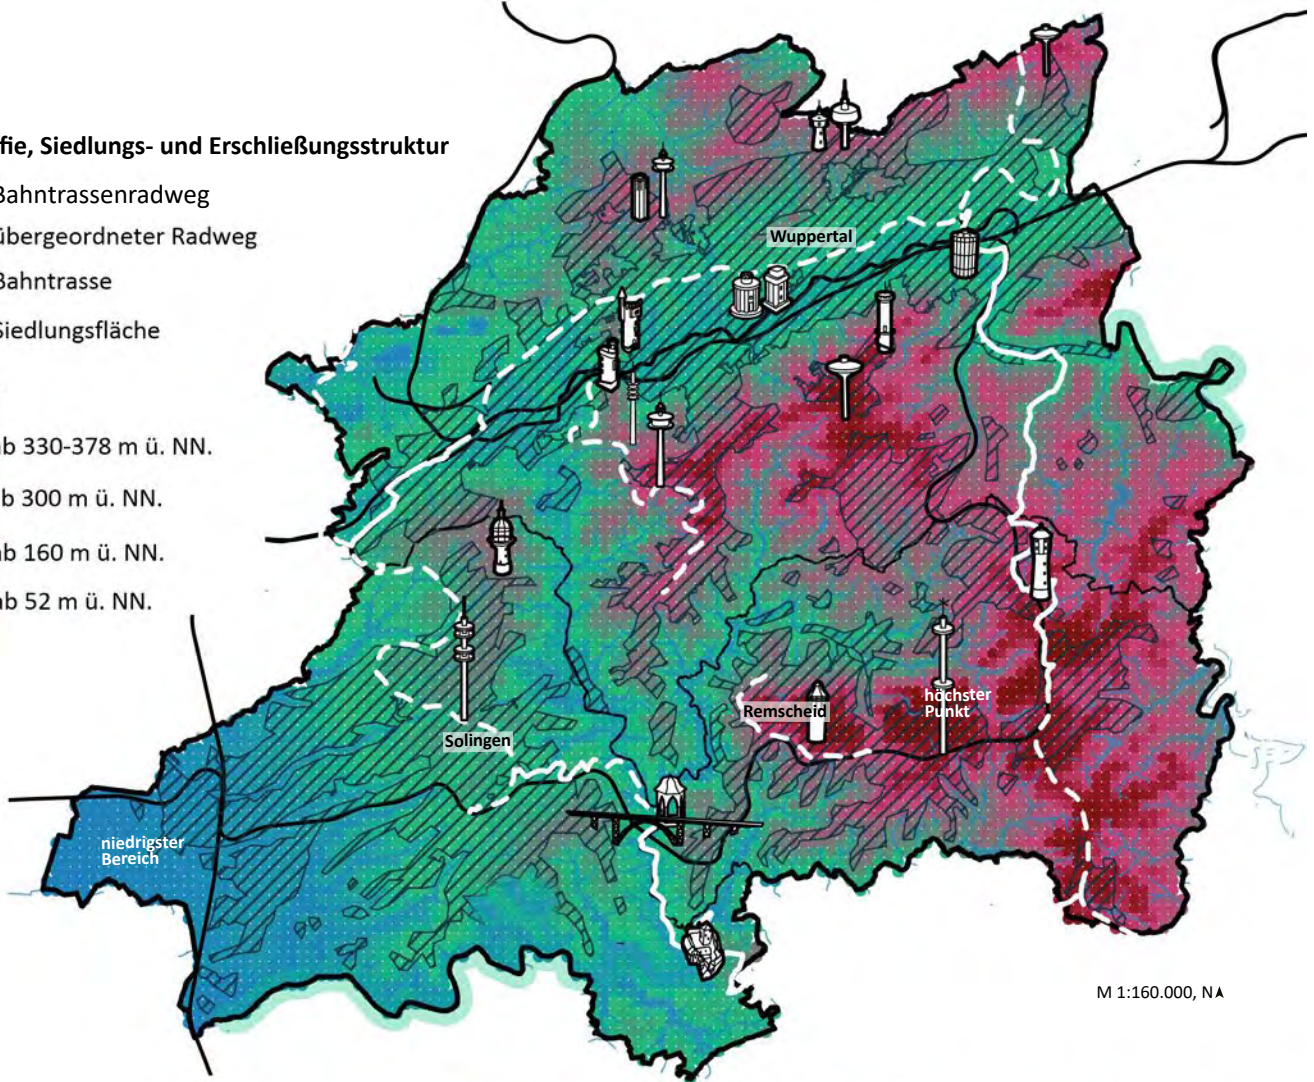 fie, Siedlungs- und Erschließungsstruktur
Bahntrassenradweg
übergeordneter Radweg
Bahntrasse
Siedlungsfläche
ab 330-378 m ü. NN.
ab 300 m ü. NN.
ab 160 m ü. NN.
ab 52 m ü. NN.
Wuppertal
Remscheid
höchster
Punkt
Solingen
niedrigster
Bereich
M 1:160.000, N